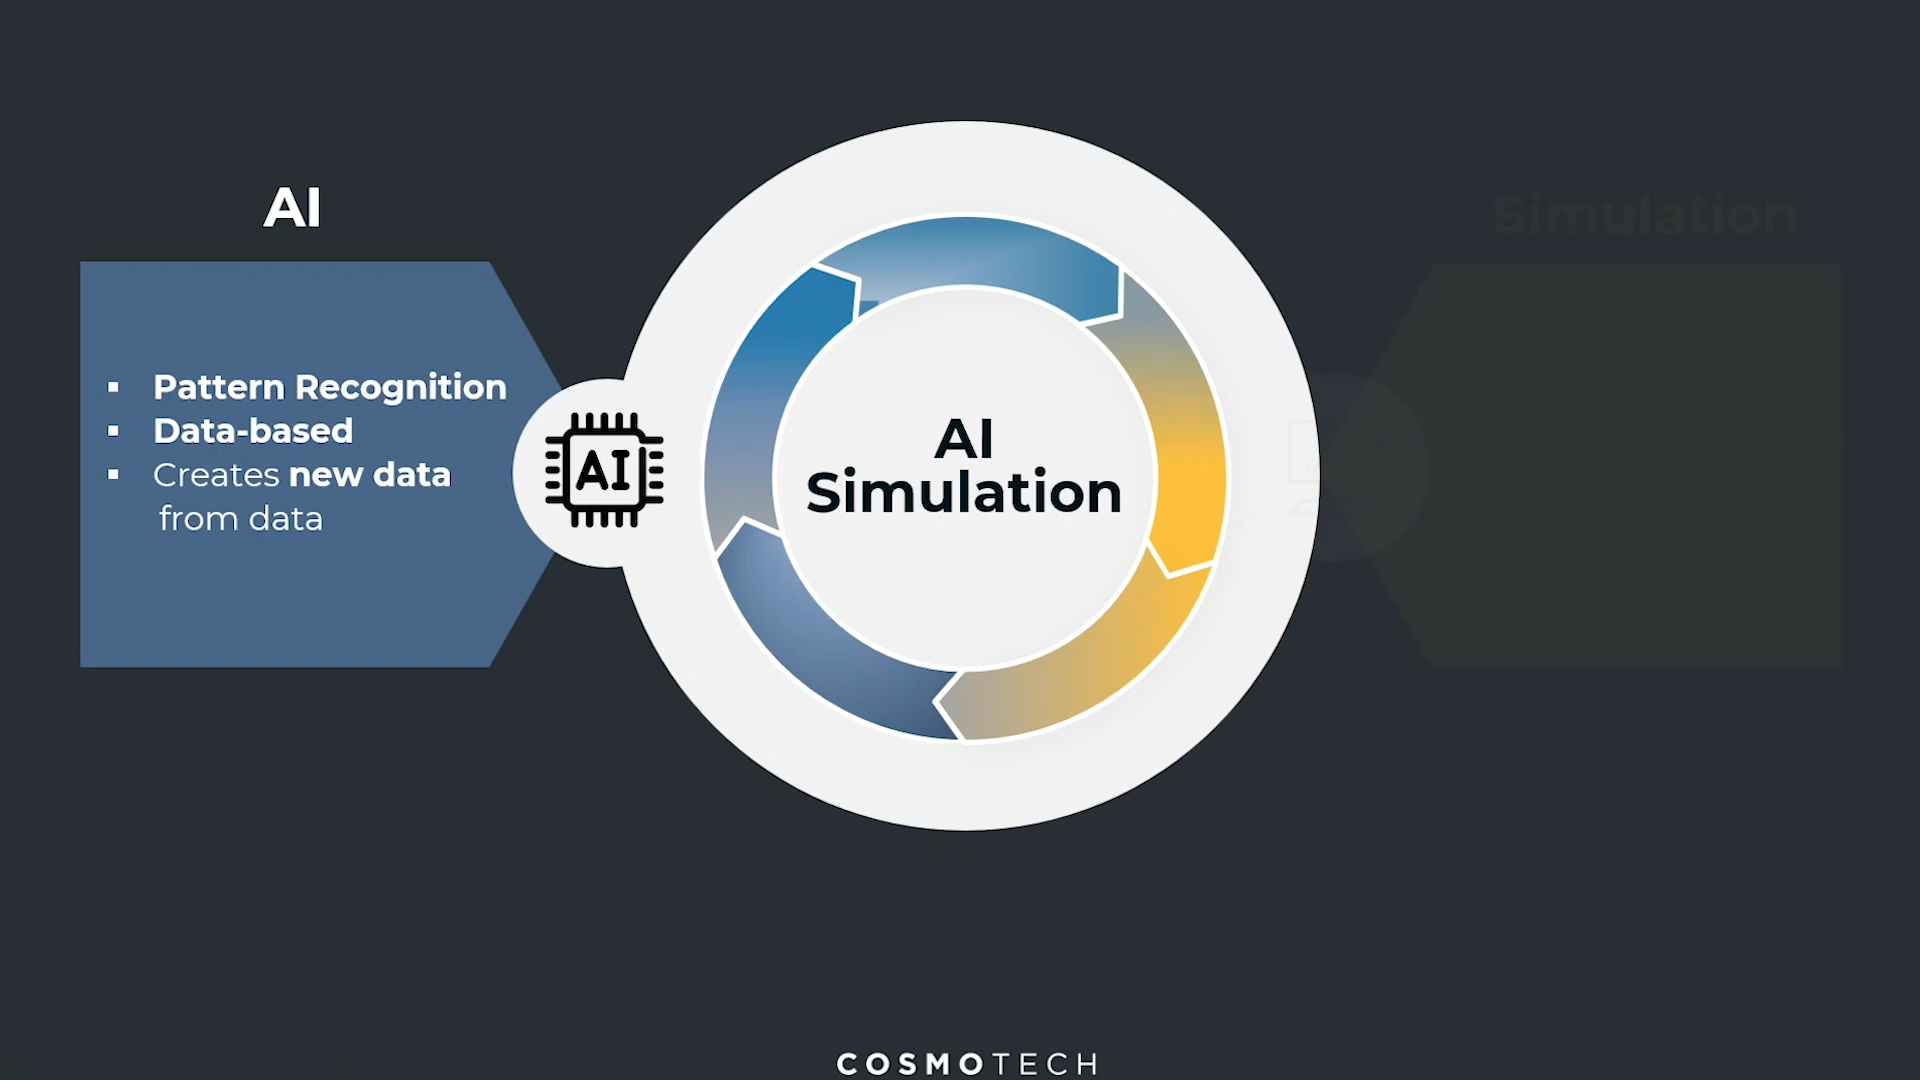 AI
Simulation
▪ Pattern Recognition
▪ Data-based
▪ Creates new data
from data
AI
AI
Simulation
COSMOTECH